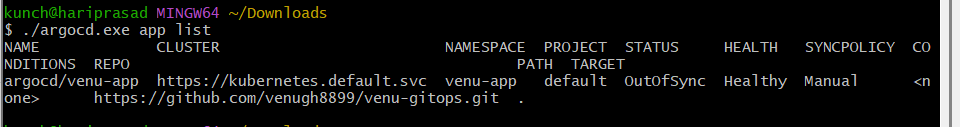 kunch@hariprasad MINGW64 ~/Downloads
$ ./argocd.exe app list
NAME CLUSTER NAMESPACE PROJECT STATUS HEALTH SYNCPOLICY CO
NDITIONS REPO PATH TARGET
argocd/venu-app https://kubernetes.default.svc venu-app default OutOfSync Healthy Manual <n
one> https://github.com/venugh8899/venu-gitops.git .